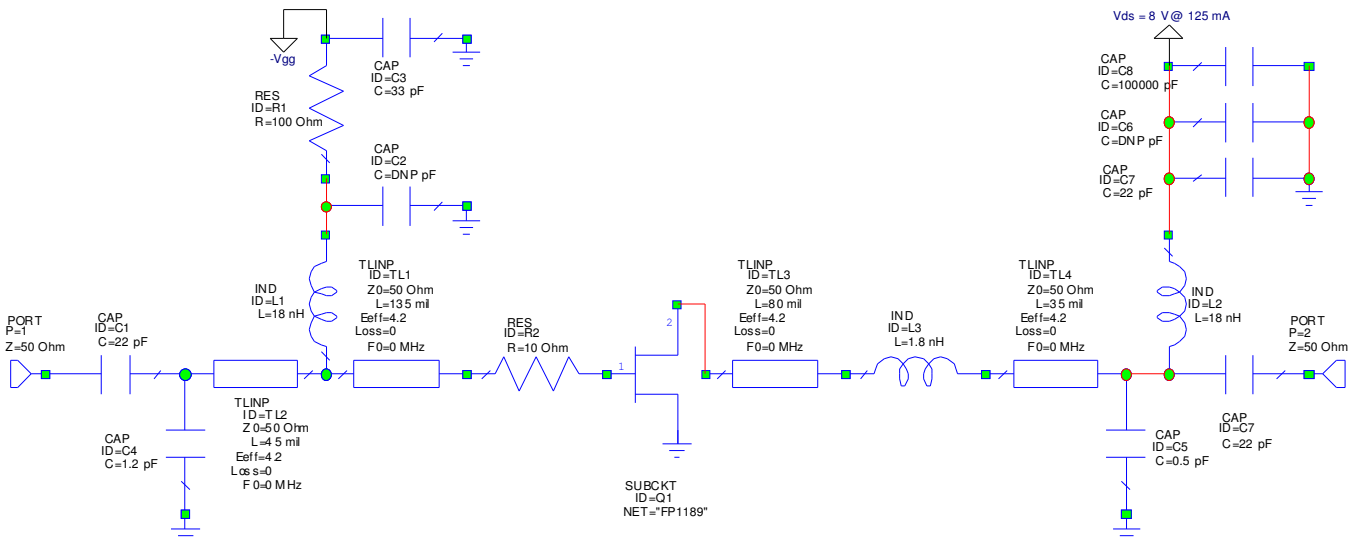 Vds = 8 V @ 125 mA
-Vgg
CAP
ID=C3
C=33 pF
RES
ID=R1
R=100 Ohm
CAP
ID=C2
C=DNP pF
CAP
ID=C8
C=100000 pF
CAP
ID=C6
C=DNP pF
CAP
ID=C7
C=22 pF
PORT
P=1
Z=50 Ohm
CAP
ID=C1
C=22 pF
IND
ID=L1
L=18 nH
TLINP
ID=TL1
Z0=50 Ohm
L=135 mil
Eeff=4.2
Loss=0
F0=0 MHz
RES
ID=R2
R=10 Ohm
1
2
TLINP
ID=TL3
Z0=50 Ohm
L=80 mil
Eeff=4.2
Loss=0
F0=0 MHz
IND
ID=L3
L=1.8 nH
TLINP
ID=TL4
Z0=50 Ohm
L=35 mil
Eeff=4.2
Loss=0
F0=0 MHz
IND
ID=L2
L=18 nH
PORT
P=2
Z=50 Ohm
CAP
ID=C4
C=1.2 pF
TLINP
ID=TL2
Z0=50 Ohm
L=45 mil
Eeff=4.2
Loss=0
F0=0 MHz
SUBCKT
ID=Q1
NET="FP1189"
CAP
ID=C5
C=0.5 pF
CAP
ID=C7
C=22 pF